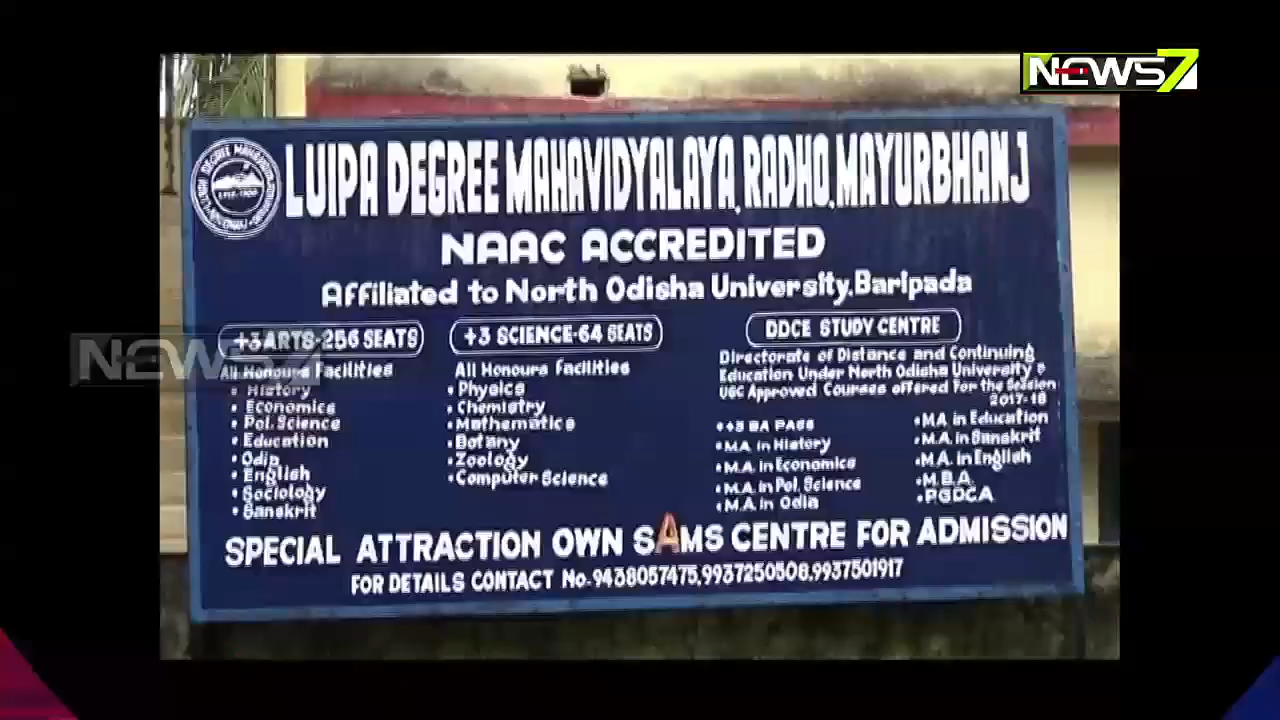 NEWS7
LUIPA DEGREE MAHAVIDYALAYA, RADHO, MAYURBHANJ
NAAC ACCREDITED
Affiliated to North Odisha University, Baripada
+3 ARTS-256 SEATS
All Honours Facilities
• History
• Economics
• Pol. Science
• Education
• Odia
• English
• Sociology
• Sanskrit
+3 SCIENCE-64 SEATS
All Honours Facilities
• Physics
• Chemistry
• Mathematics
• Botany
• Zoology
• Computer Science
DDCE STUDY CENTRE
Directorate of Distance and Continuing
Education Under North Odisha University
UGC Approved Courses offered For the Session
2017-18
• +3 BA PASS
• M.A. in History
• M.A. in Economics
• M.A. in Pol. Science
• M.A. in Odia
• M.A. in Education
• M.A. in Sanskrit
• M.A. in English
• M.B.A
• PGDCA
SPECIAL ATTRACTION OWN SAMS CENTRE FOR ADMISSION
FOR DETAILS CONTACT No.-9438057475,9937250508,9937501917
NEWS7